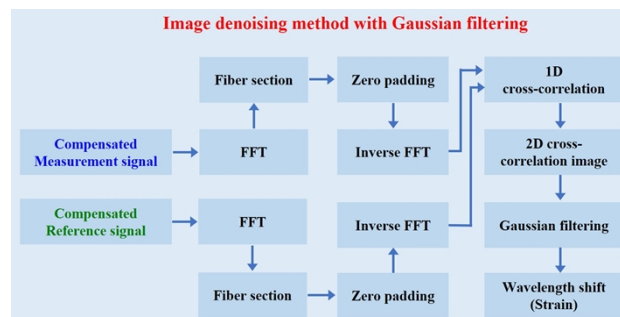 Image denoising method with Gaussian filtering
Fiber section
Zero padding
1D
cross-correlation
Compensated
Measurement signal
FFT
Inverse FFT
2D cross-
correlation image
Compensated
Reference signal
FFT
Inverse FFT
Gaussian filtering
Fiber section
Zero padding
Wavelength shift
(Strain)